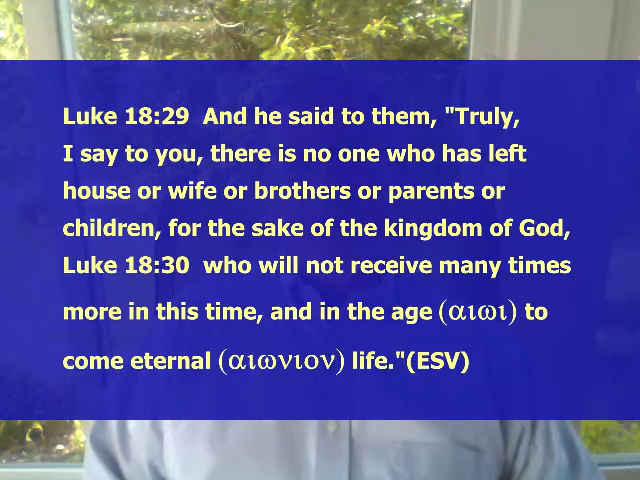 Luke 18:29  And he said to them, "Truly,
I say to you, there is no one who has left
house or wife or brothers or parents or
children, for the sake of the kingdom of God,
Luke 18:30  who will not receive many times
more in this time, and in the age (αιωι) to
come eternal (αιωνιον) life."(ESV)